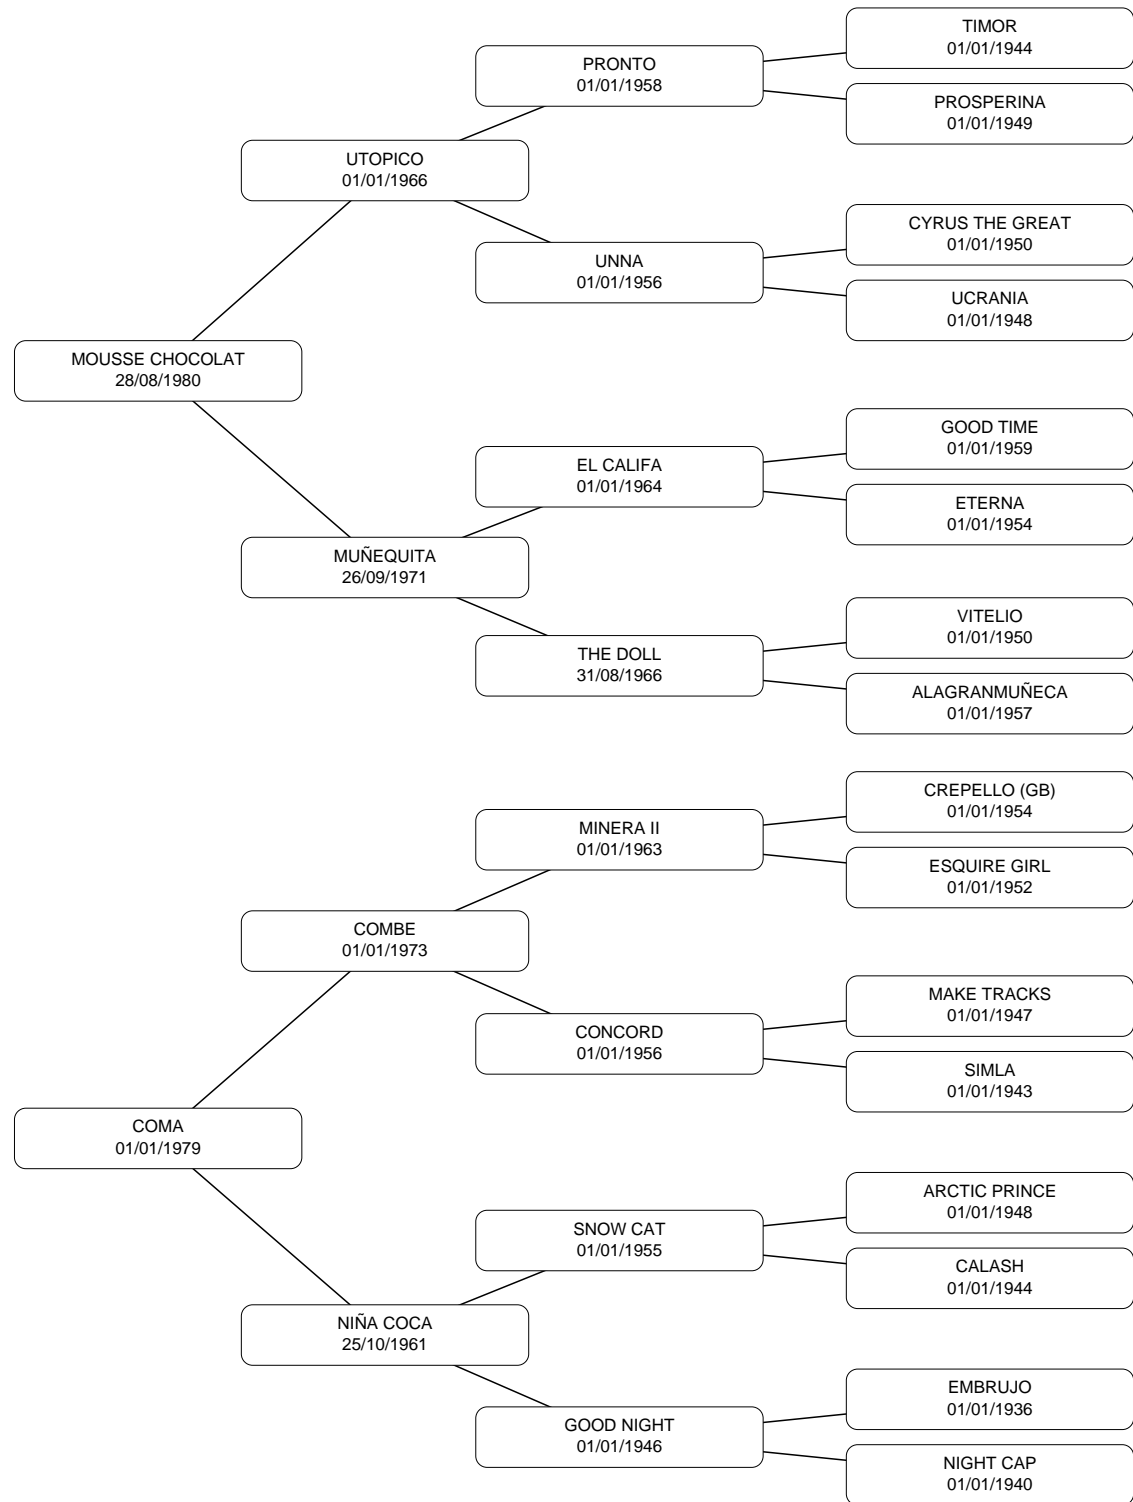 TIMOR
01/01/1944
PRONTO
01/01/1958
PROSPERINA
01/01/1949
UTOPICO
01/01/1966
CYRUS THE GREAT
01/01/1950
UNNA
01/01/1956
UCRANIA
01/01/1948
MOUSSE CHOCOLAT
28/08/1980
GOOD TIME
01/01/1959
EL CALIFA
01/01/1964
ETERNA
01/01/1954
MUÑEQUITA
26/09/1971
VITELIO
01/01/1950
THE DOLL
31/08/1966
ALAGRANMUÑECA
01/01/1957
CREPELLO (GB)
01/01/1954
MINERA II
01/01/1963
ESQUIRE GIRL
01/01/1952
COMBE
01/01/1973
MAKE TRACKS
01/01/1947
CONCORD
01/01/1956
SIMLA
01/01/1943
COMA
01/01/1979
ARCTIC PRINCE
01/01/1948
SNOW CAT
01/01/1955
CALASH
01/01/1944
NIÑA COCA
25/10/1961
EMBRUJO
01/01/1936
GOOD NIGHT
01/01/1946
NIGHT CAP
01/01/1940